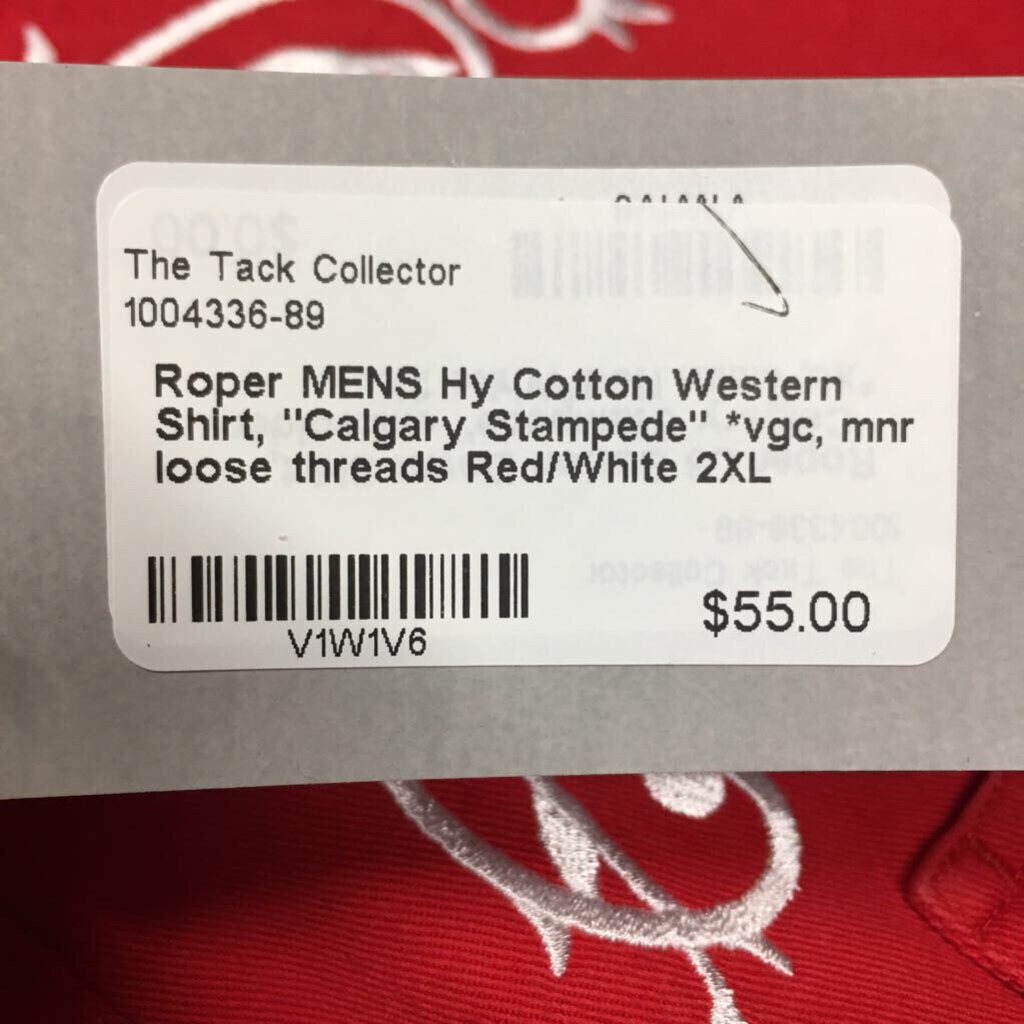 The Tack Collector
1004336-89
Roper MENS Hy Cotton Western
Shirt, "Calgary Stampede" *vgc, mnr
loose threads Red/White 2XL
V1W1V6
$55.00